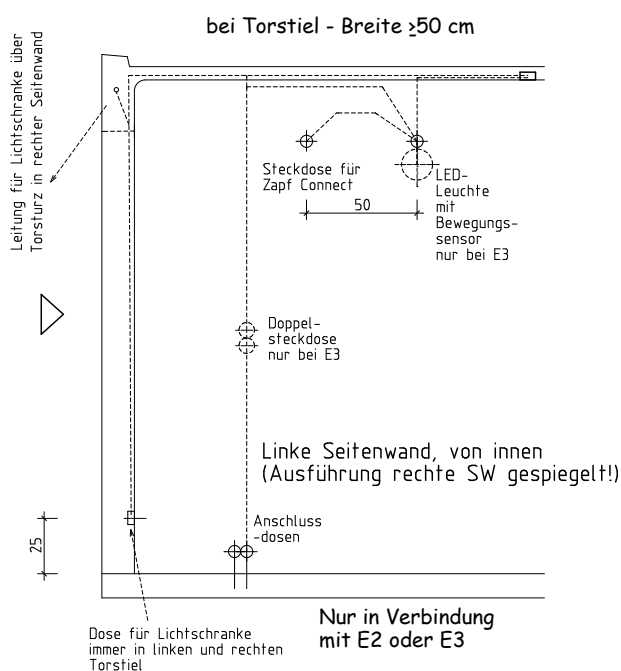 bei Torstiel - Breite ≥50 cm
Leitung für Lichtschranke über
Torsturz in rechter Seitenwand
Steckdose für
Zapf Connect
LED-
Leuchte
mit
Bewegungs-
sensor
nur bei E3
50
Doppel-
steckdose
nur bei E3
Linke Seitenwand, von innen
(Ausführung rechte SW gespiegelt!)
Anschluss
-dosen
25
Dose für Lichtschranke
immer in linken und rechten
Torstiel
Nur in Verbindung
mit E2 oder E3